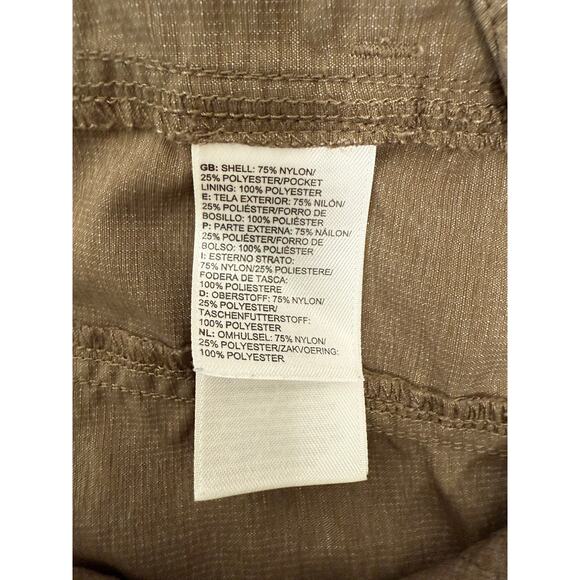 GB: SHELL: 75% NYLON/
25% POLYESTER/POCKET
LINING: 100% POLYESTER
E: TELA EXTERIOR: 75% NILÓN/
25% POLIÉSTER/FORRO DE
BOSILLO: 100% POLIÉSTER
P: PARTE EXTERNA: 75% NÁILON/
25% POLIÉSTER/FORRO DE
BOLSO: 100% POLIÉSTER
I: ESTERNO STRATO:
75% NYLON/25% POLIESTERE/
FODERA DE TASCA:
100% POLIESTERE
D: OBERSTOFF: 75% NYLON/
25% POLYESTER/
TASCHENFUTTERSTOFF:
100% POLYESTER
NL: OMHULSEL: 75% NYLON/
25% POLYESTER/ZAKVOERING:
100% POLYESTER